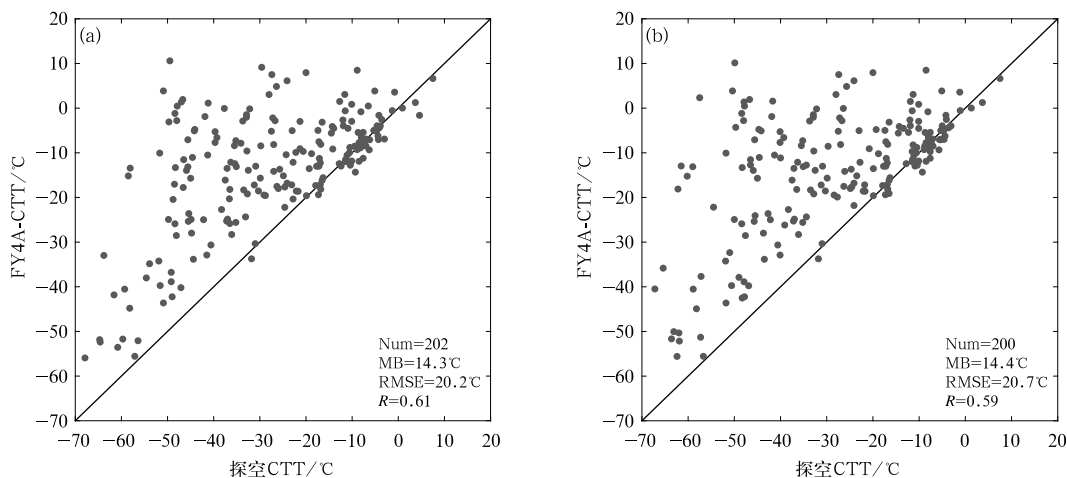 (a)
20
10
0
−10
−20
−30
−40
−50
−60
−70
FY4A-CTT/℃
Num=202
MB=14.3℃
RMSE=20.2℃
R=0.61
−70 −60 −50 −40 −30 −20 −10 0 10 20
探空CTT/℃
(b)
20
10
0
−10
−20
−30
−40
−50
−60
−70
FY4A-CTT/℃
Num=200
MB=14.4℃
RMSE=20.7℃
R=0.59
−70 −60 −50 −40 −30 −20 −10 0 10 20
探空CTT/℃